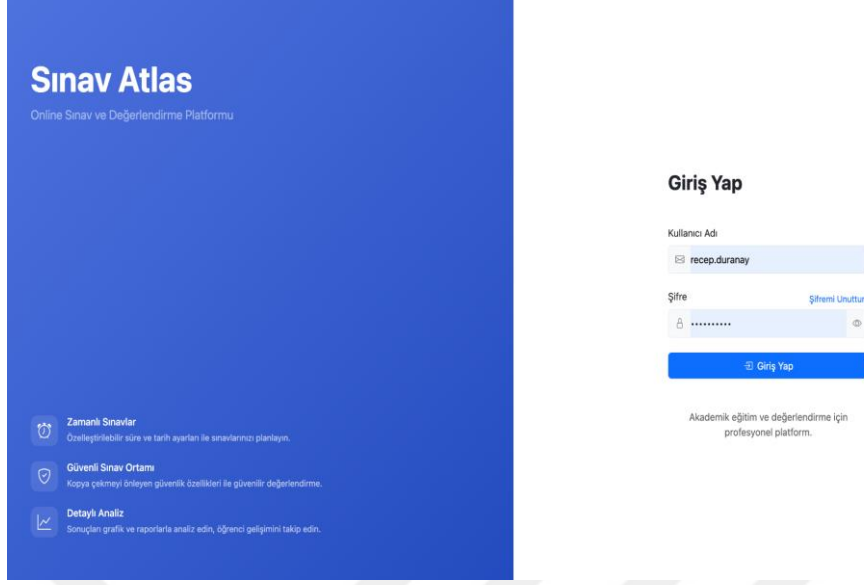 Sınav Atlas
Online Sınav ve Değerlendirme Platformu
Zamanlı Sınavlar
Özelleştirilebilir süre ve tarih ayarları ile sınavlarınızı planlayın.
Güvenli Sınav Ortamı
Kopya çekmeyi önleyen güvenlik özellikleri ile güvenilir değerlendirme.
Detaylı Analiz
Sonuçları grafik ve raporlarla analiz edin, öğrenci gelişimini takip edin.
Giriş Yap
Kullanıcı Adı
recep.duranay
Şifre
Şifremi Unuttum
••••••••••
Giriş Yap
Akademik eğitim ve değerlendirme için
profesyonel platform.